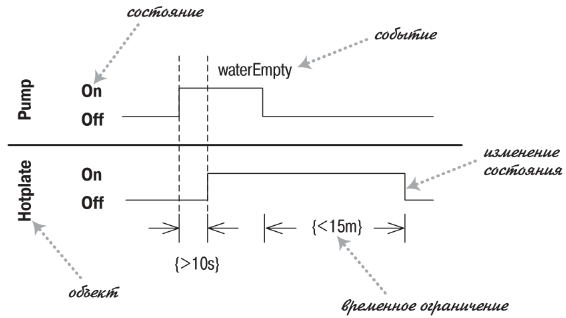 состояние
событие
waterEmpty
Pump
On
Off
Hotplate
On
Off
изменение
состояния
{>10s}
{<15m}
объект
временное ограничение